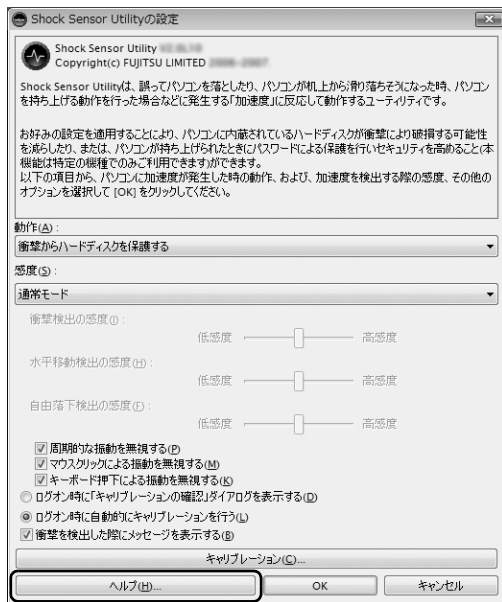 Shock Sensor Utilityの設定
Shock Sensor Utility
Copyright(c) FUJITSU LIMITED
Shock Sensor Utilityは、誤ってパソコンを落としたり、パソコンが机上から滑り落ちそうになった時、パソコン
を持ち上げる動作を行った場合などに発生する「加速度」に反応して動作するユーティリティです。
お好みの設定を適用することにより、パソコンに内蔵されているハードディスクが衝撃により破損する可能性
を減らしたり、または、パソコンが持ち上げられたときにパスワードによる保護を行いセキュリティを高めること(本
機能は特定の機種でのみご利用できます)ができます。
以下の項目から、パソコンに加速度が発生した時の動作、および、加速度を検出する際の感度、その他の
オプションを選択して [OK] をクリックしてください。
動作(A) :
衝撃からハードディスクを保護する
感度(S) :
通常モード
衝撃検出の感度(I) :
低感度 高感度
水平移動検出の感度(H) :
低感度 高感度
自由落下検出の感度(F) :
低感度 高感度
周期的な振動を無視する(P)
マウスクリックによる振動を無視する(M)
キーボード押下による振動を無視する(K)
ログオン時に「キャリブレーションの確認」ダイアログを表示する(D)
ログオン時に自動的にキャリブレーションを行う(L)
衝撃を検出した際にメッセージを表示する(B)
キャリブレーション(C)...
ヘルプ(H)... OK キャンセル